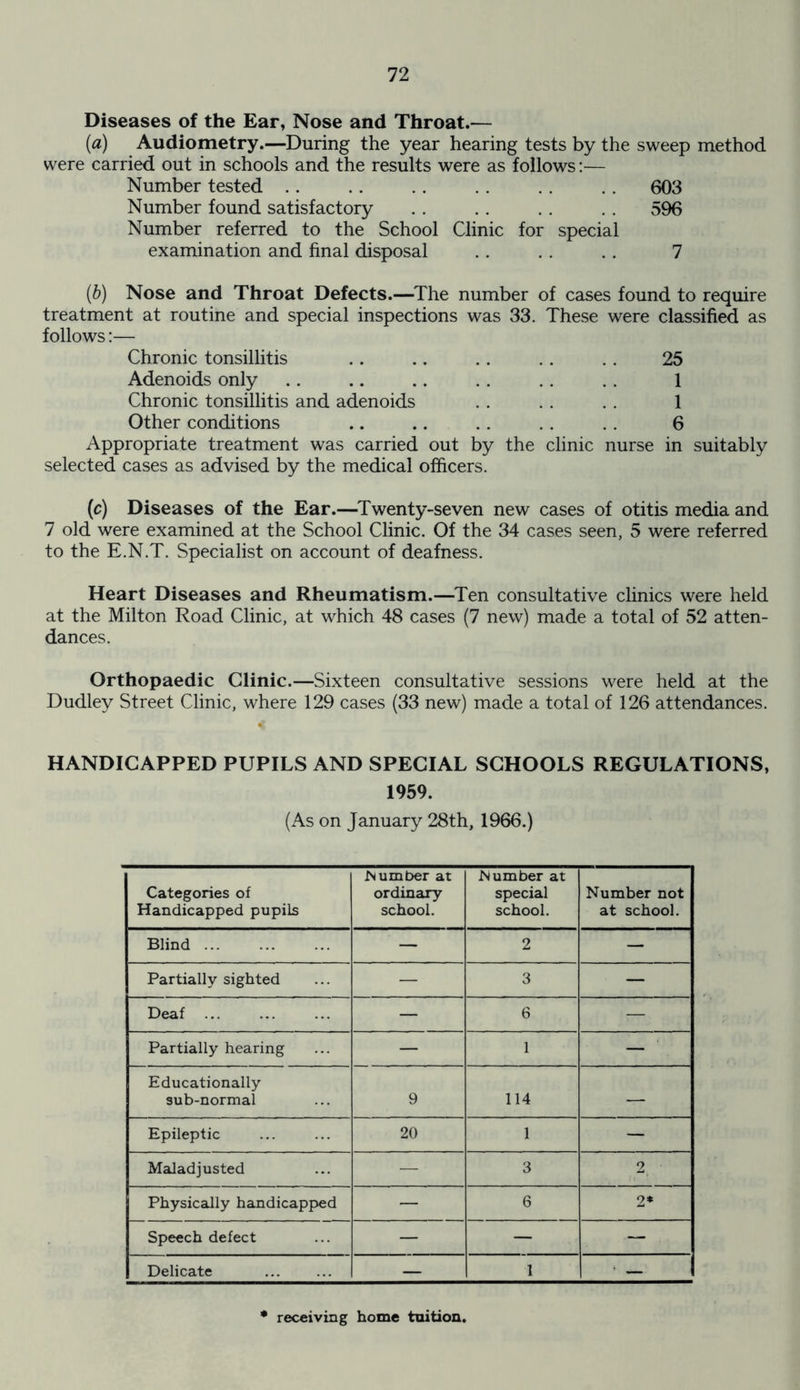 72
Diseases of the Ear, Nose and Throat.—
(a) Audiometry.—During the year hearing tests by the sweep method
were carried out in schools and the results were as follows:—
Number tested .. .. .. .. .. .. 603
Number found satisfactory .. .. .. .. 596
Number referred to the School Clinic for special
examination and final disposal .. .. .. 7
(b) Nose and Throat Defects.—The number of cases found to require
treatment at routine and special inspections was 33. These were classified as
follows:—
Chronic tonsillitis .. .. .. .. .. 25
Adenoids only .. .. .. .. .. .. 1
Chronic tonsillitis and adenoids .. .. .. 1
Other conditions .. .. .. .. .. 6
Appropriate treatment was carried out by the clinic nurse in suitably
selected cases as advised by the medical officers.
(c) Diseases of the Ear.—Twenty-seven new cases of otitis media and
7 old were examined at the School Clinic. Of the 34 cases seen, 5 were referred
to the E.N.T. Specialist on account of deafness.
Heart Diseases and Rheumatism.—Ten consultative clinics were held
at the Milton Road Clinic, at which 48 cases (7 new) made a total of 52 atten-
dances.
Orthopaedic Clinic.—Sixteen consultative sessions were held at the
Dudley Street Clinic, where 129 cases (33 new) made a total of 126 attendances.
HANDICAPPED PUPILS AND SPECIAL SCHOOLS REGULATIONS,
1959.
(As on January 28th, 1966.)
Categories of Handicapped pupils | Number at ordinary school. | Number at special school. | Number not at school.
Blind ... ... ... — 2 —
Partially sighted ... — 3 —
Deaf ... ... ... — 6 —
Partially hearing ... — 1 —
Educationally
sub-normal ... 9 114 —
Epileptic ... ... 20 1 —
Maladjusted ... — 3 2
Physically handicapped — 6 2*
Speech defect ... — — —
Delicate ... ... — 1 —
* receiving home tuition.